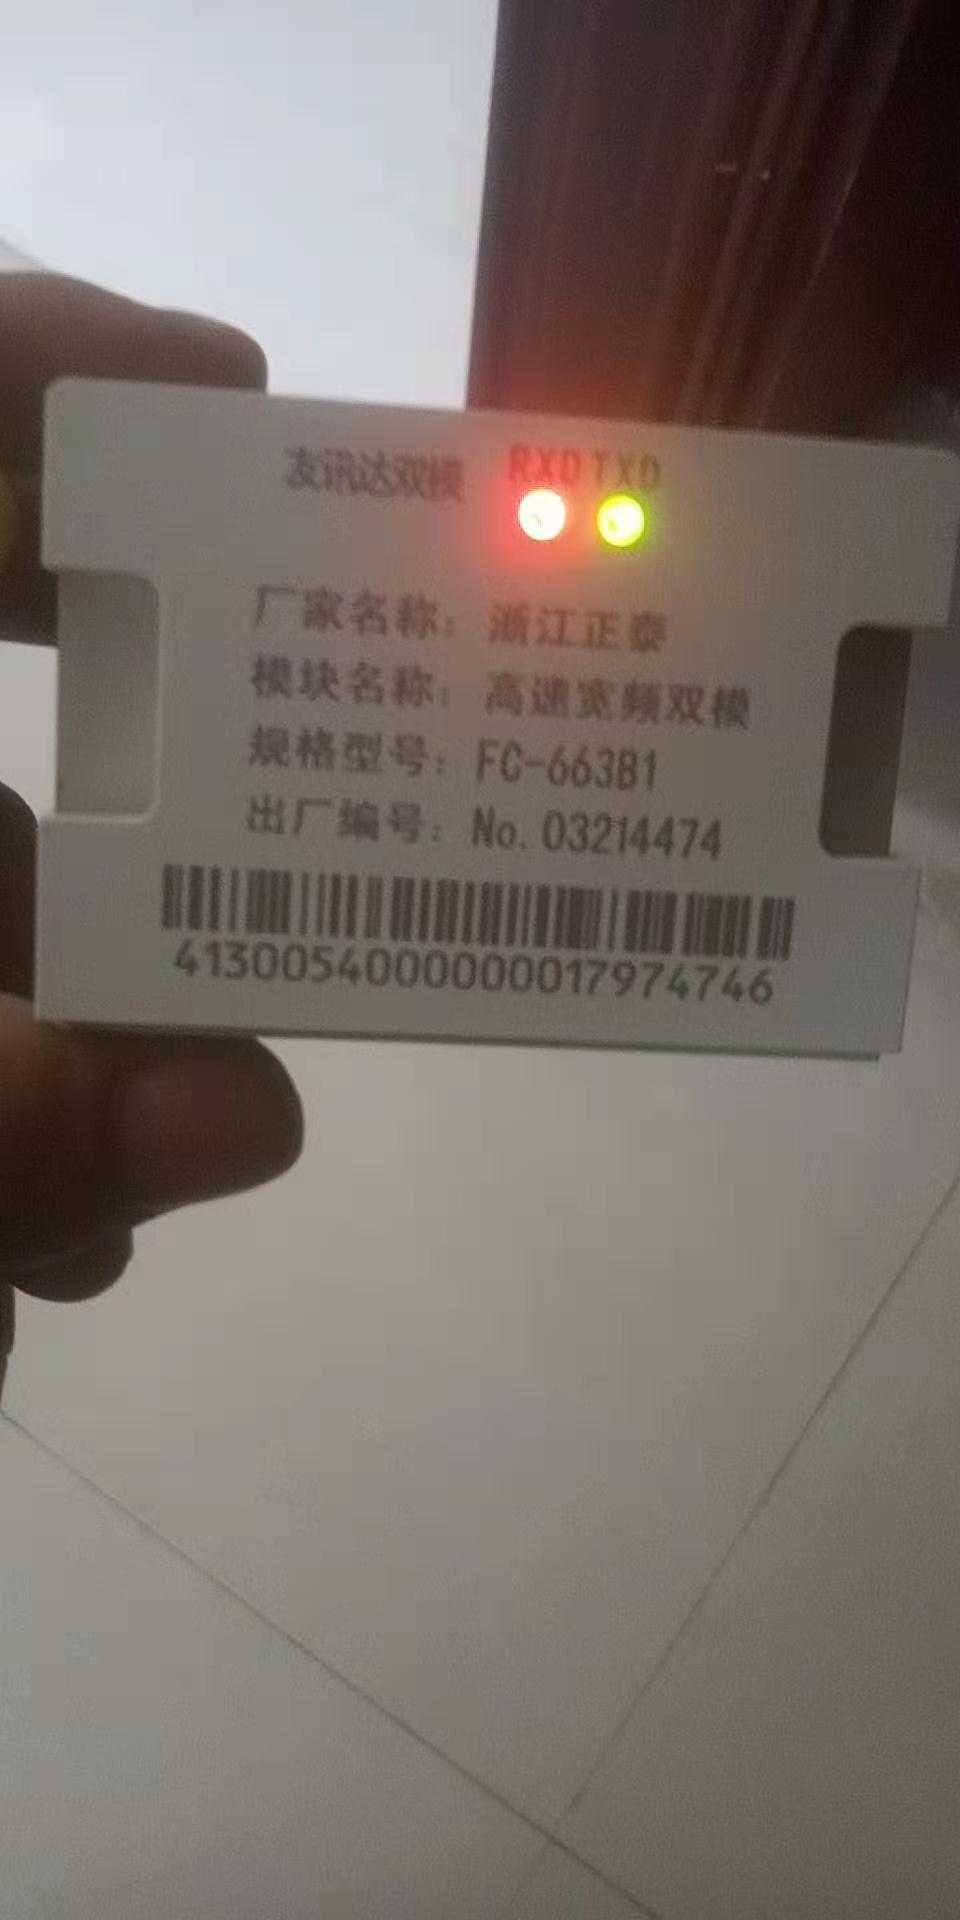 友讯达双模 RXD TXD
厂家名称：浙江正泰
模块名称：高速宽频双模
规格型号：FC-663B1
出厂编号：No.03214474
4130054000000017974746